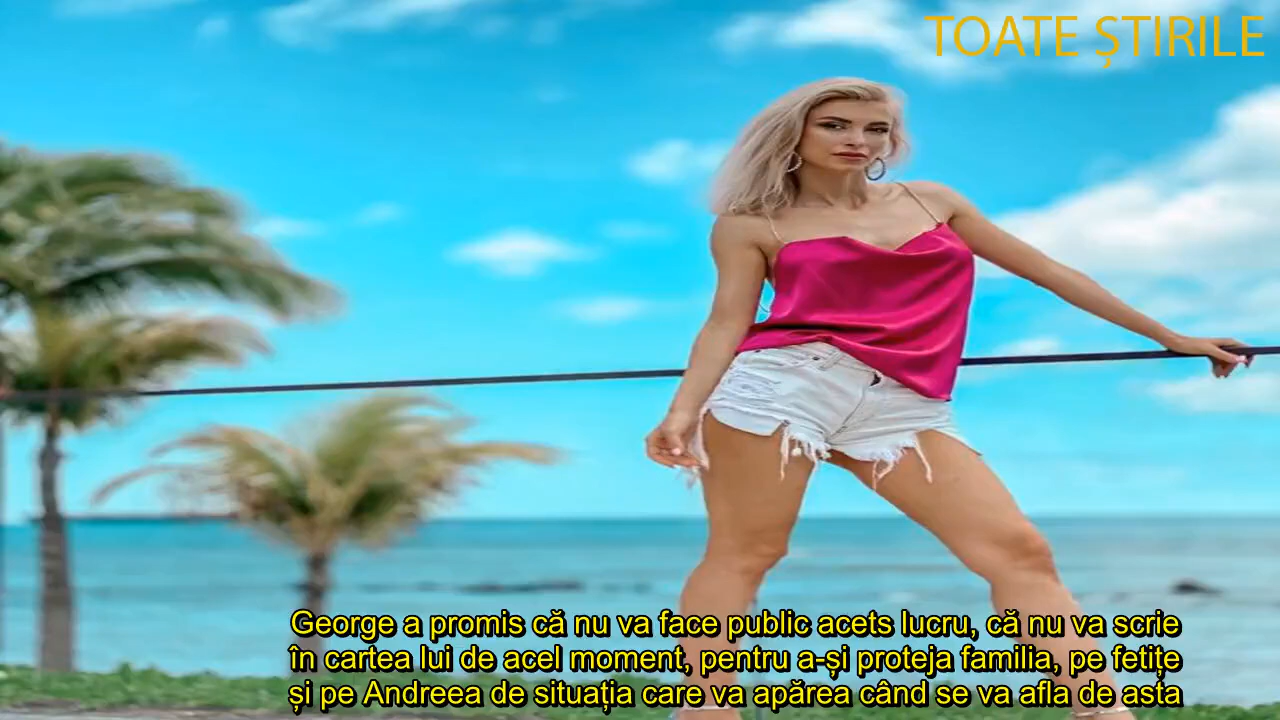 TOATE ȘTIRILE
George a promis că nu va face public acets lucru, că nu va scrie
în cartea lui de acel moment, pentru a-și proteja familia, pe fetițe
și pe Andreea de situația care va apărea când se va afla de asta